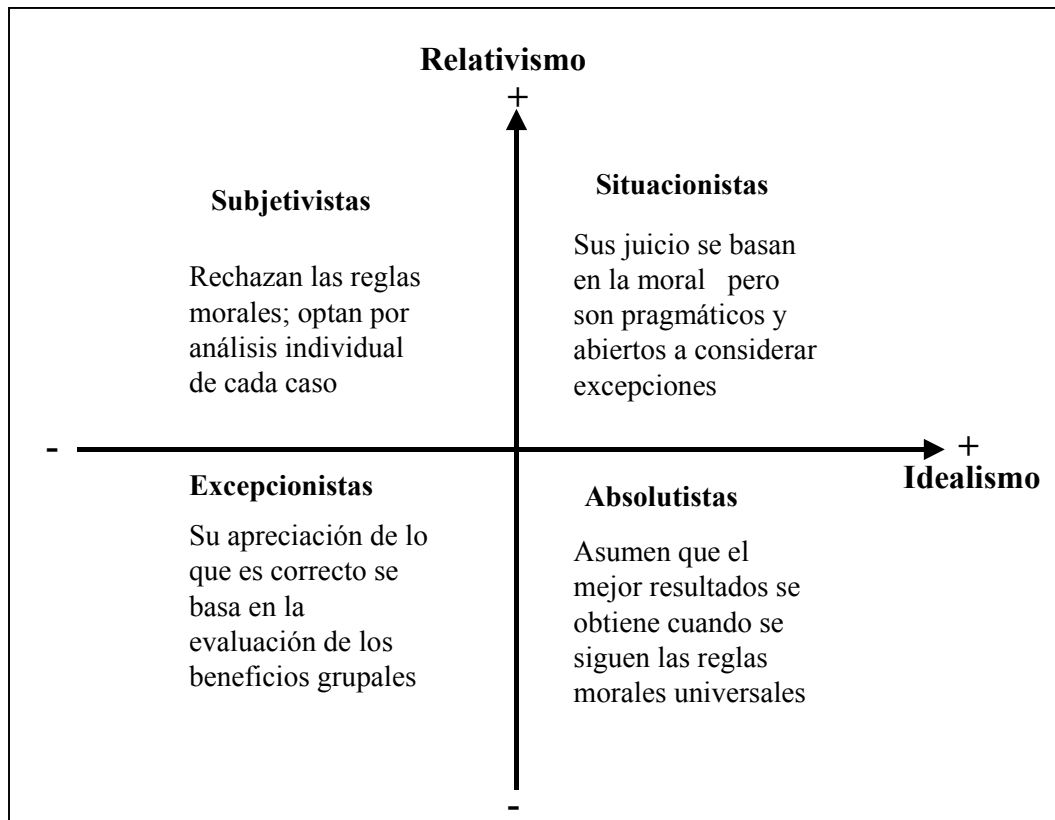 Relativismo
+
Subjetivistas
Rechazan las reglas
morales; optan por
análisis individual
de cada caso
Situacionistas
Sus juicio se basan
en la moral pero
son pragmáticos y
abiertos a considerar
excepciones
-
+
Idealismo
Excepcionistas
Su apreciación de lo
que es correcto se
basa en la
evaluación de los
beneficios grupales
Absolutistas
Asumen que el
mejor resultados se
obtiene cuando se
siguen las reglas
morales universales
-